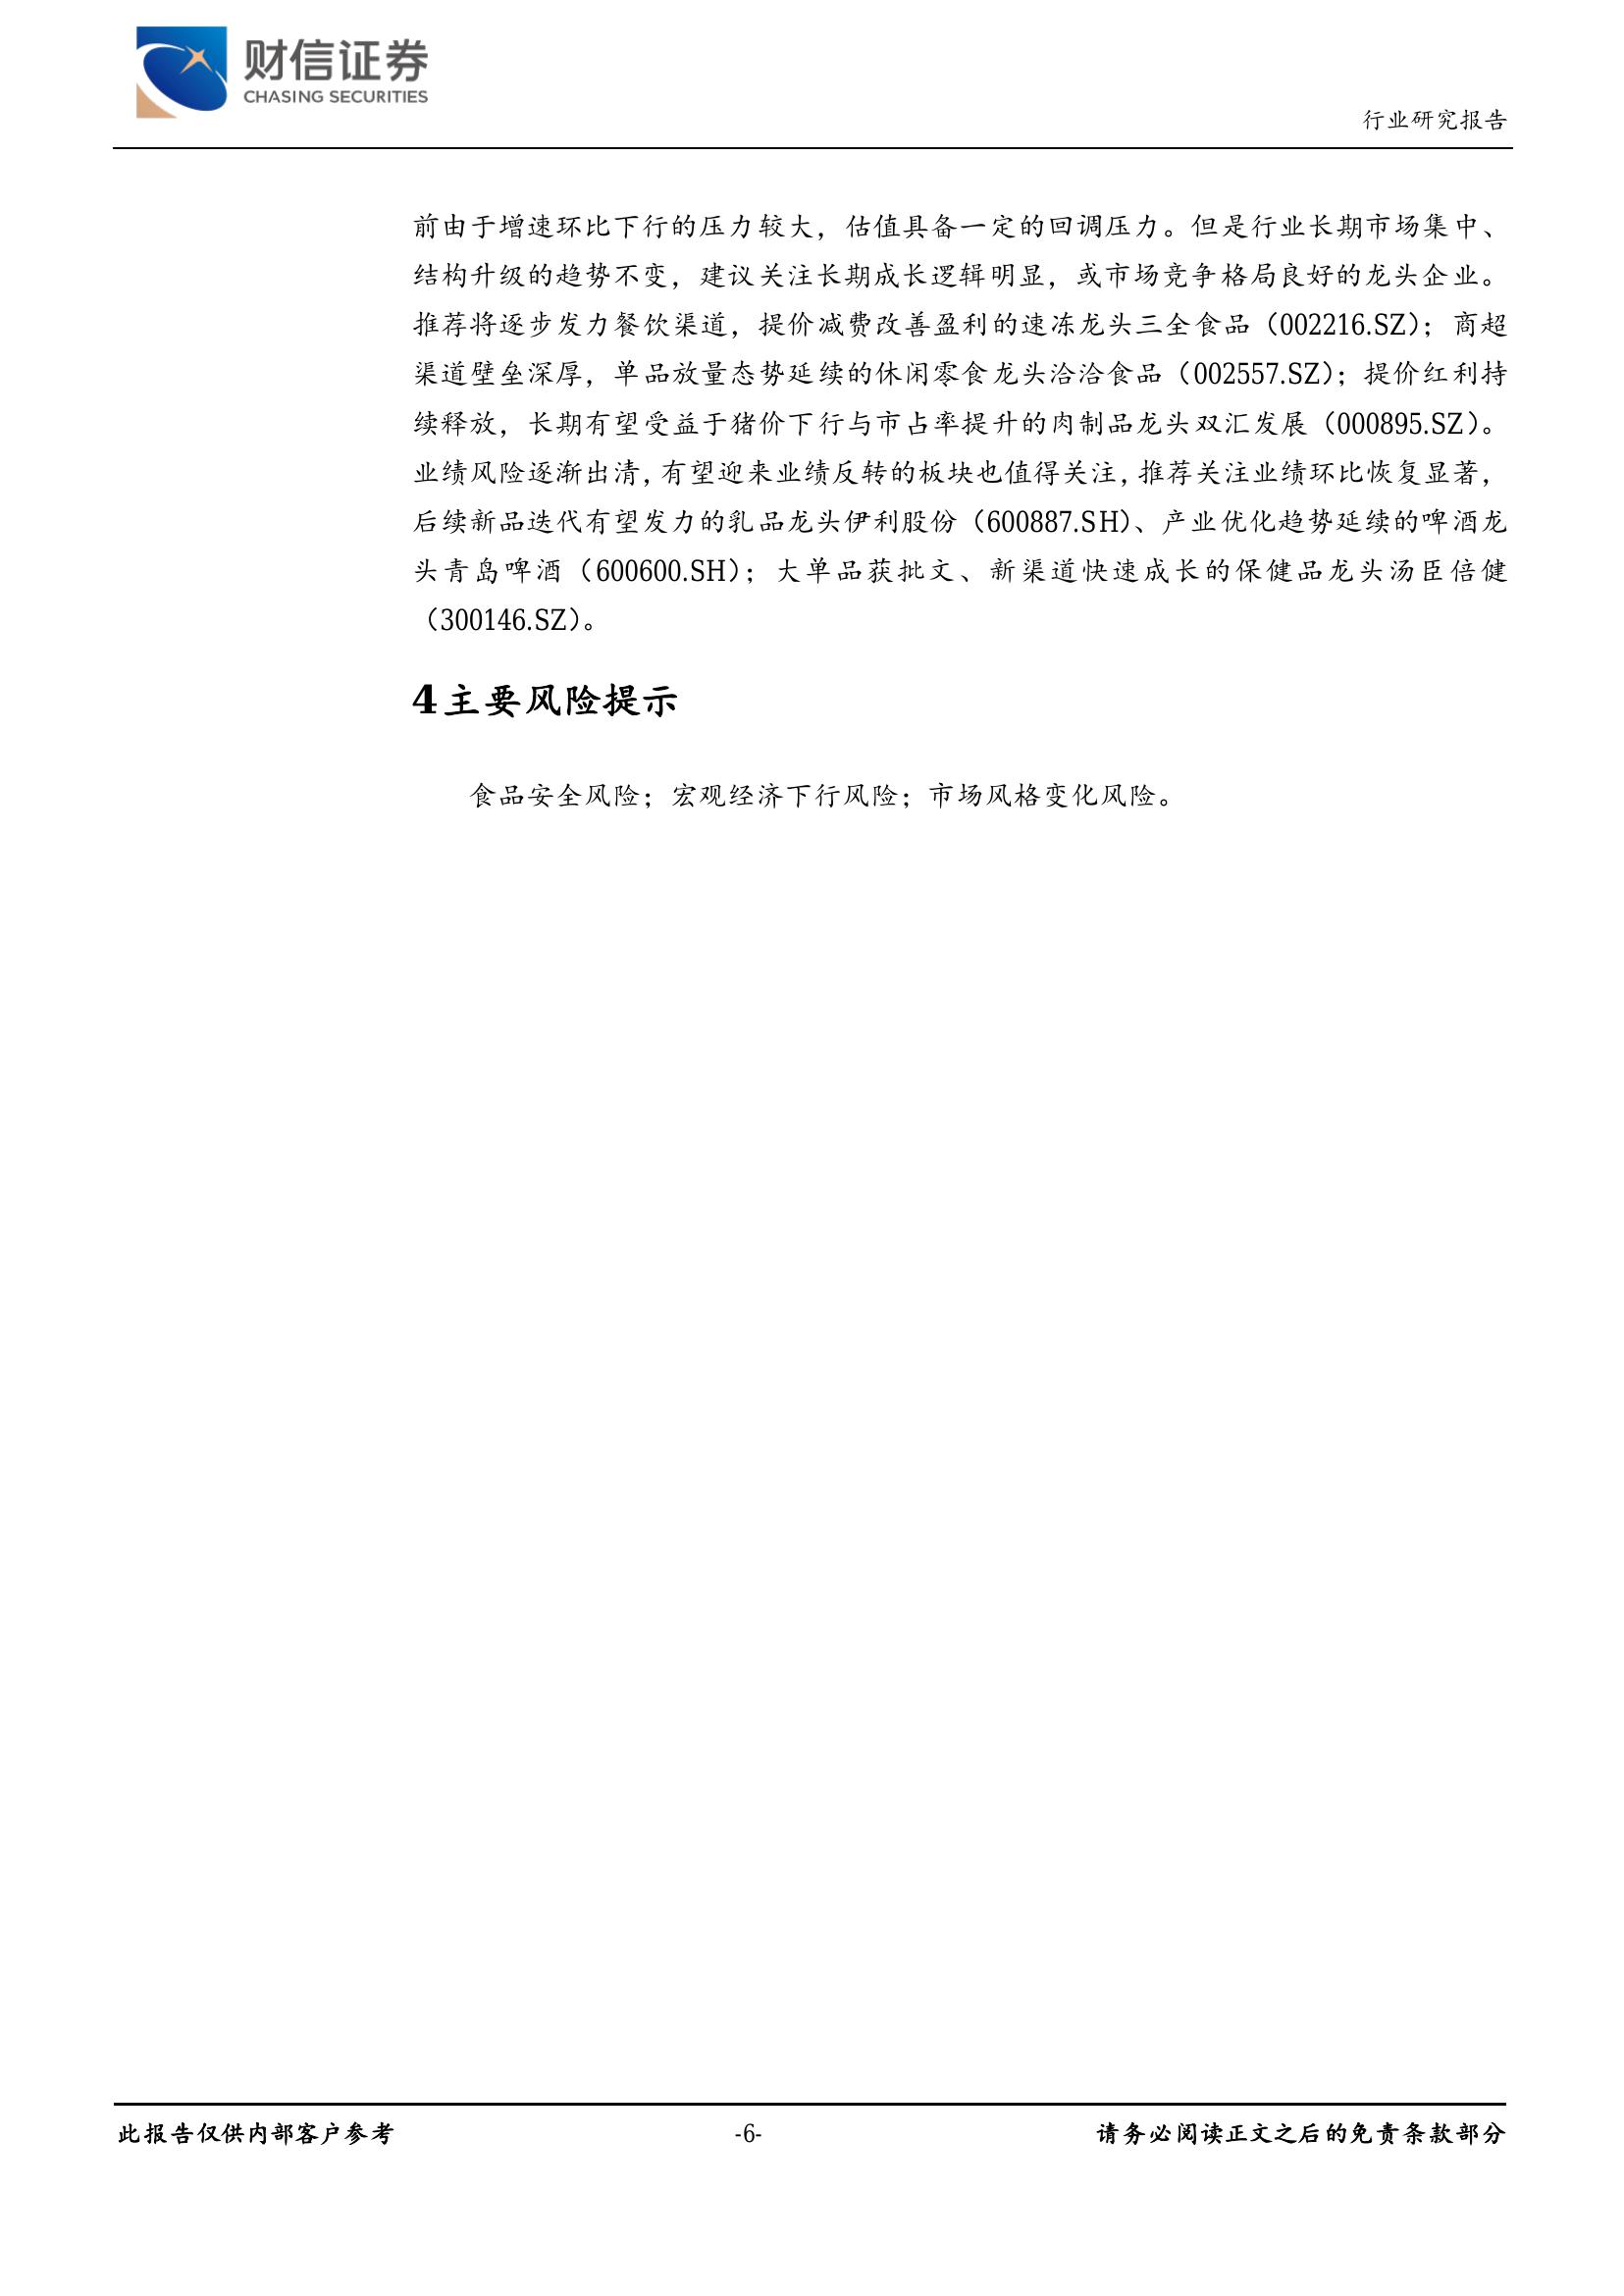 财信证券
CHASING SECURITIES
行业研究报告
前由于增速环比下行的压力较大，估值具备一定的回调压力。但是行业长期市场集中、
结构升级的趋势不变，建议关注长期成长逻辑明显，或市场竞争格局良好的龙头企业。
推荐将逐步发力餐饮渠道，提价减费改善盈利的速冻龙头三全食品（002216.SZ）；商超
渠道壁垒深厚，单品放量态势延续的休闲零食龙头洽洽食品（002557.SZ）；提价红利持
续释放，长期有望受益于猪价下行与市占率提升的肉制品龙头双汇发展（000895.SZ）。
业绩风险逐渐出清，有望迎来业绩反转的板块也值得关注，推荐关注业绩环比恢复显著，
后续新品迭代有望发力的乳品龙头伊利股份（600887.SH）、产业优化趋势延续的啤酒龙
头青岛啤酒（600600.SH）；大单品获批文、新渠道快速成长的保健品龙头汤臣倍健
（300146.SZ）。
4 主要风险提示
食品安全风险；宏观经济下行风险；市场风格变化风险。
此报告仅供内部客户参考
-6-
请务必阅读正文之后的免责条款部分